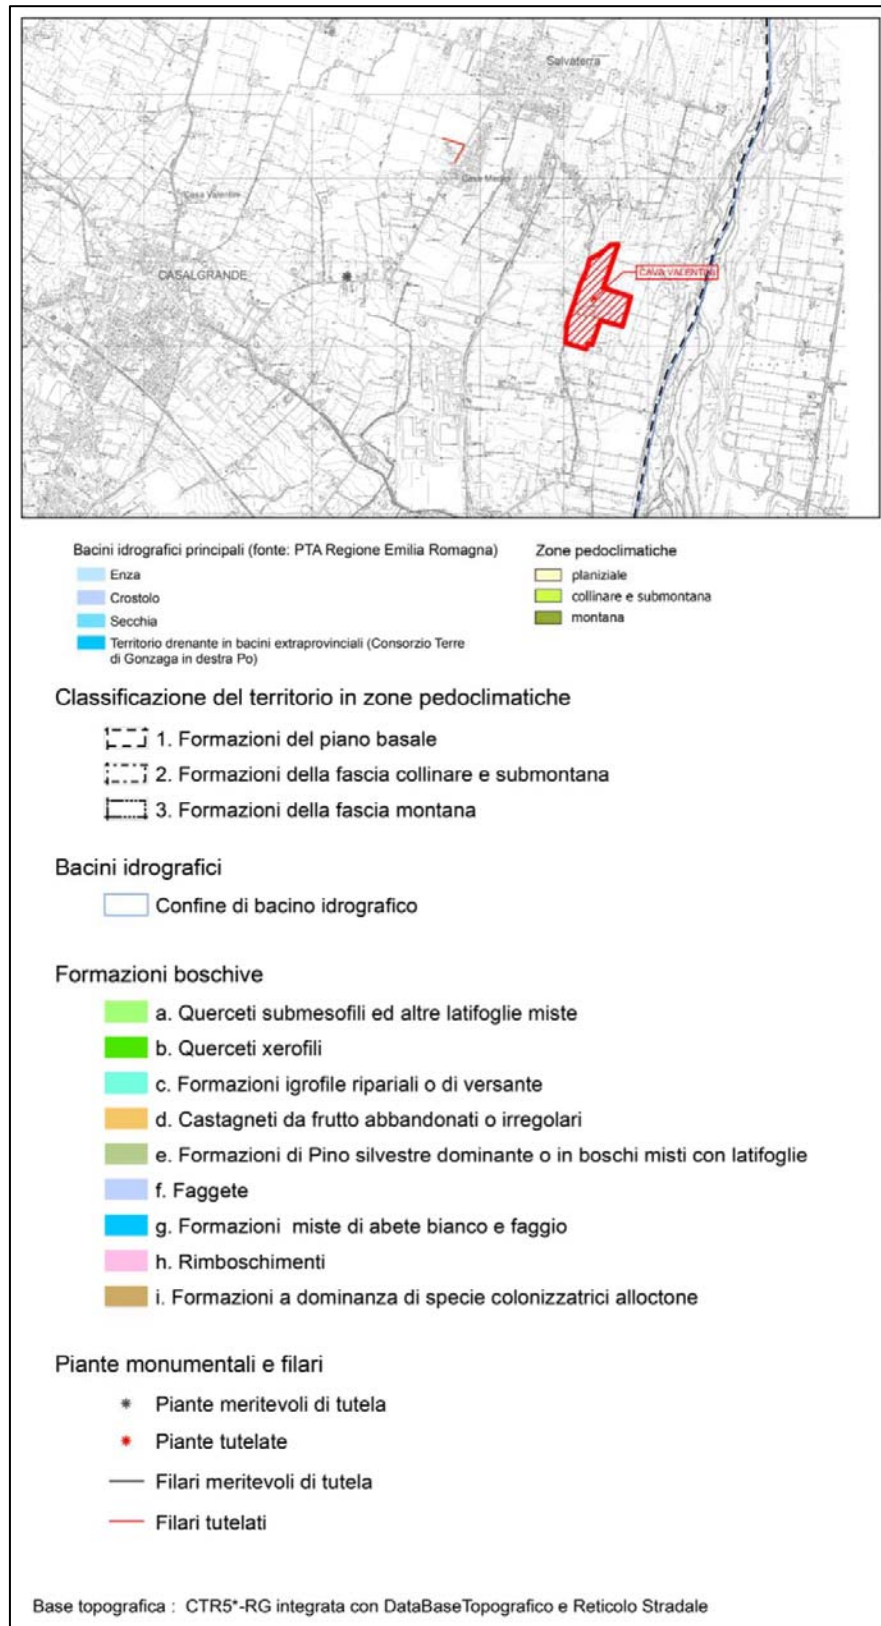 Salvaterra
Casa Valentini
CASALGRANDE
CAVA VALENTINI
Bacini idrografici principali (fonte: PTA Regione Emilia Romagna)
Enza
Crostolo
Secchia
Territorio drenante in bacini extraprovinciali (Consorzio Terre
di Gonzaga in destra Po)
Zone pedoclimatiche
planiziale
collinare e submontana
montana
Classificazione del territorio in zone pedoclimatiche
1. Formazioni del piano basale
2. Formazioni della fascia collinare e submontana
3. Formazioni della fascia montana
Bacini idrografici
Confine di bacino idrografico
Formazioni boschive
a. Querceti submesofili ed altre latifoglie miste
b. Querceti xerofili
c. Formazioni igrofile ripariali o di versante
d. Castagneti da frutto abbandonati o irregolari
e. Formazioni di Pino silvestre dominante o in boschi misti con latifoglie
f. Faggete
g. Formazioni miste di abete bianco e faggio
h. Rimboschimenti
i. Formazioni a dominanza di specie colonizzatrici alloctone
Piante monumentali e filari
Piante meritevoli di tutela
Piante tutelate
Filari meritevoli di tutela
Filari tutelati
Base topografica : CTR5*-RG integrata con DataBaseTopografico e Reticolo Stradale